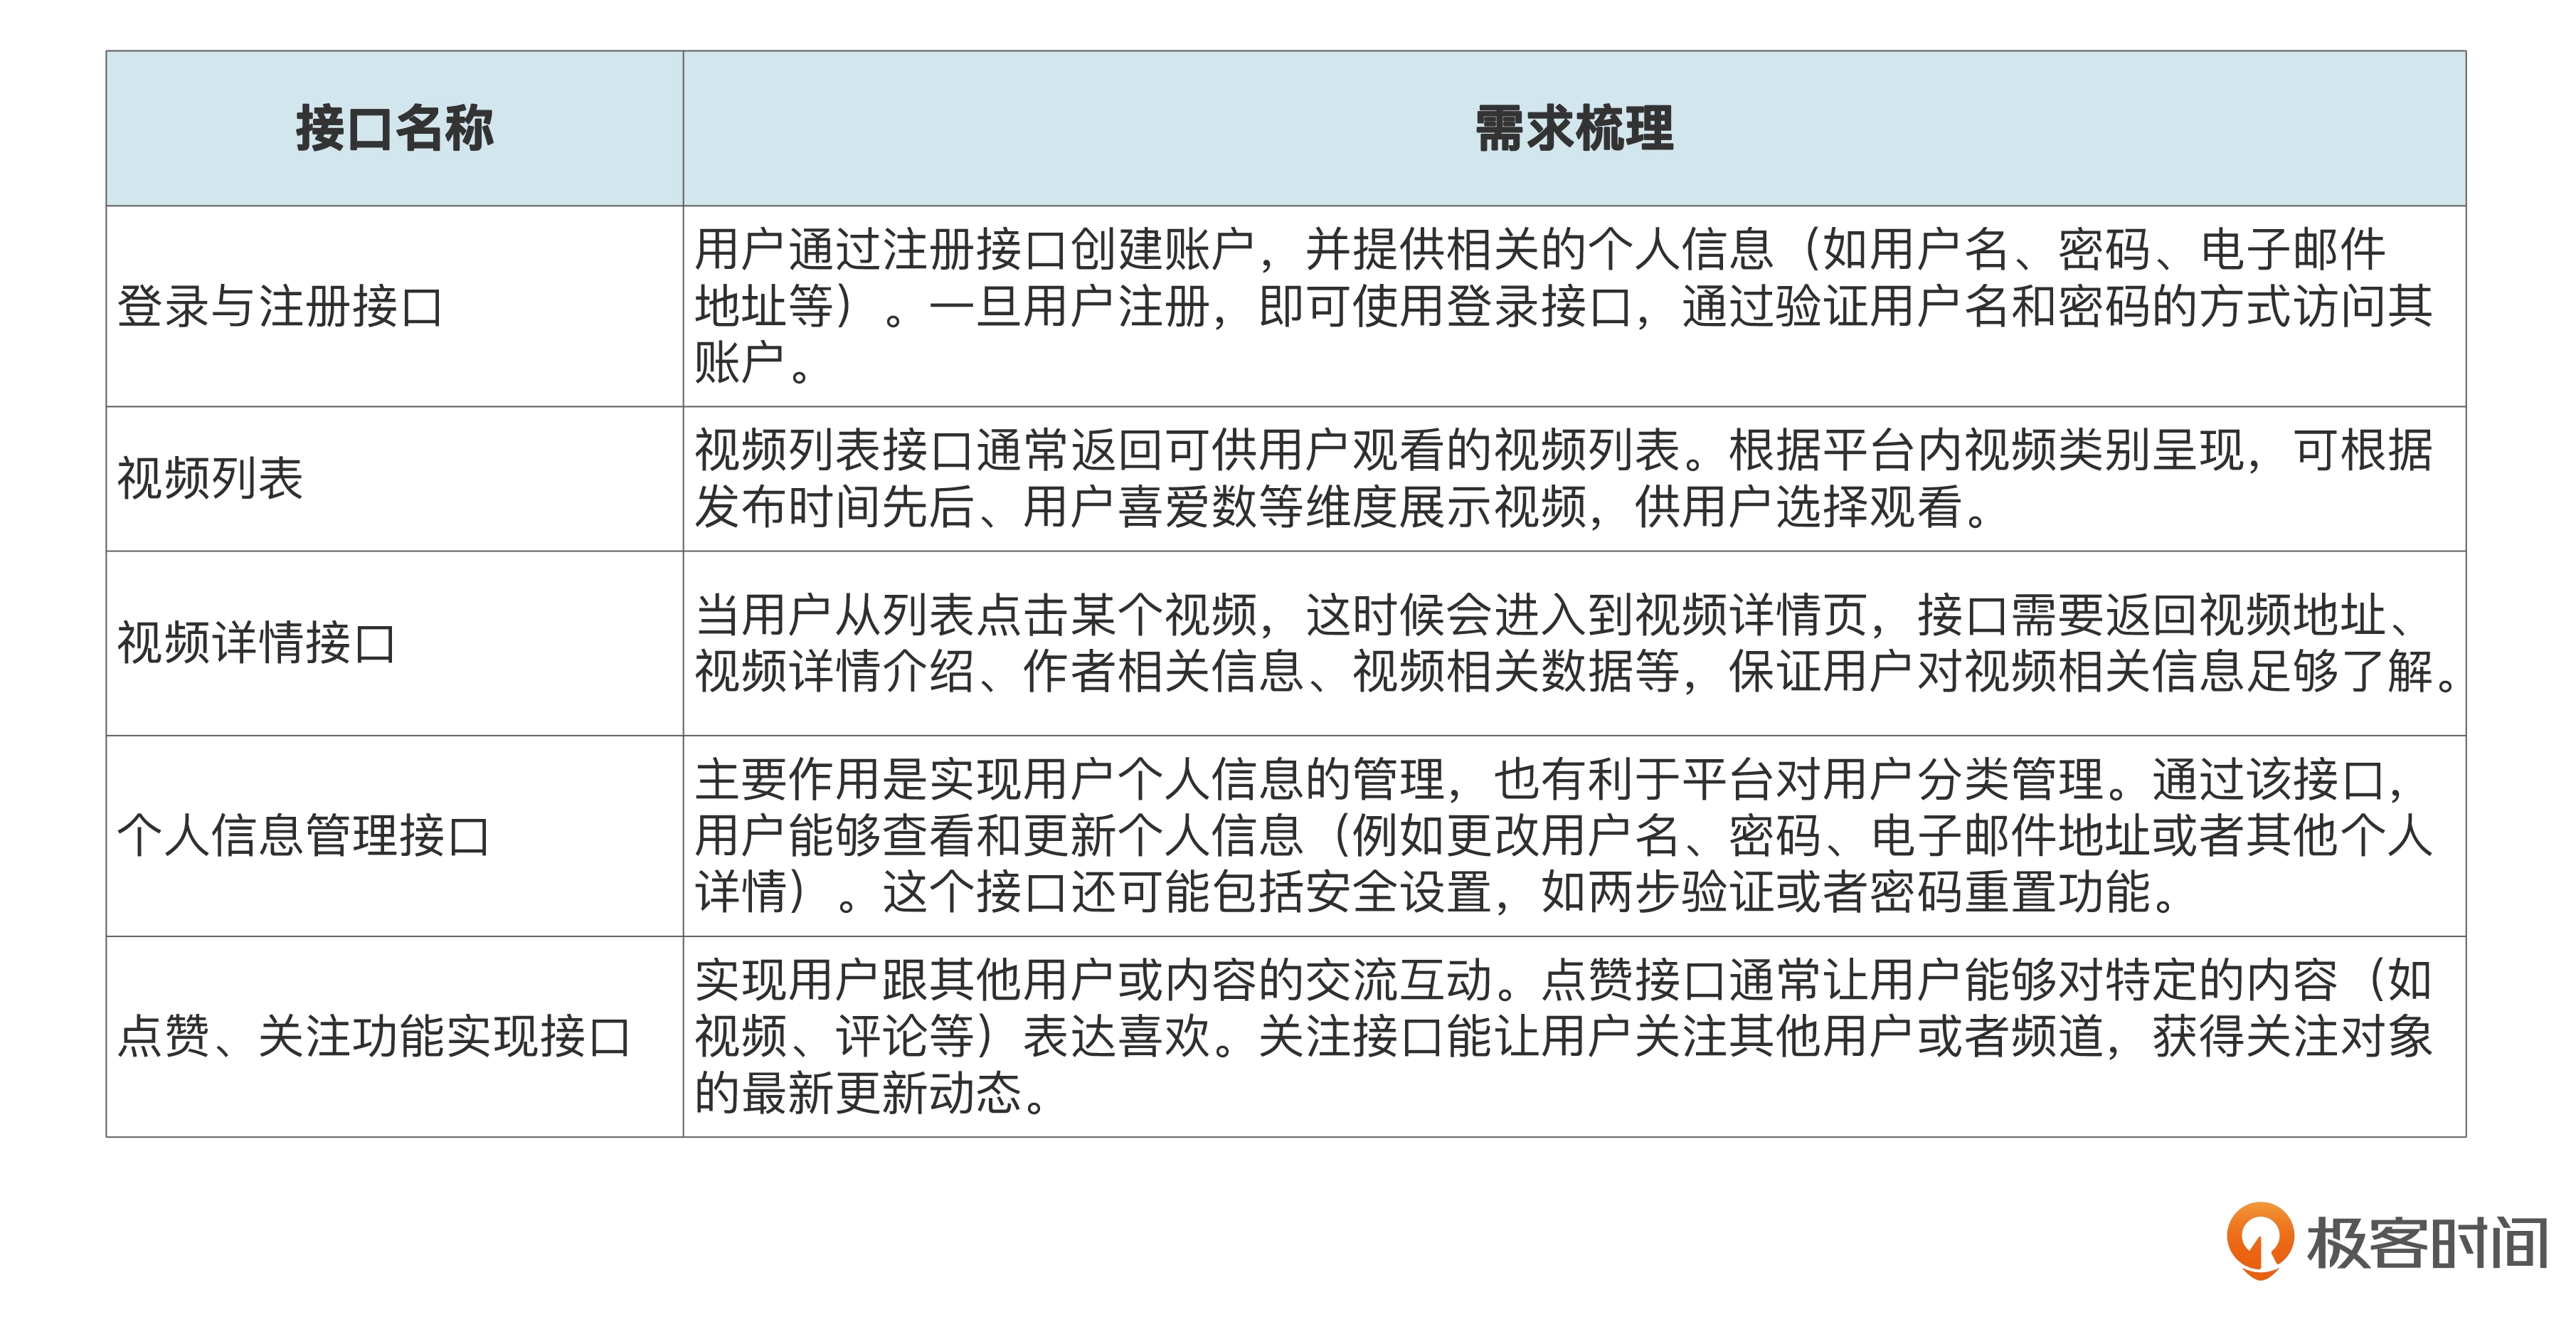 接口名称
需求梳理
登录与注册接口
用户通过注册接口创建账户，并提供相关的个人信息（如用户名、密码、电子邮件
地址等）。一旦用户注册，即可使用登录接口，通过验证用户名和密码的方式访问其
账户。
视频列表
视频列表接口通常返回可供用户观看的视频列表。根据平台内视频类别呈现，可根据
发布时间先后、用户喜爱数等维度展示视频，供用户选择观看。
视频详情接口
当用户从列表点击某个视频，这时候会进入到视频详情页，接口需要返回视频地址、
视频详情介绍、作者相关信息、视频相关数据等，保证用户对视频相关信息足够了解。
个人信息管理接口
主要作用是实现用户个人信息的管理，也有利于平台对用户分类管理。通过该接口，
用户能够查看和更新个人信息（例如更改用户名、密码、电子邮件地址或者其他个人
详情）。这个接口还可能包括安全设置，如两步验证或者密码重置功能。
点赞、关注功能实现接口
实现用户跟其他用户或内容的交流互动。点赞接口通常让用户能够对特定的内容（如
视频、评论等）表达喜欢。关注接口能让用户关注其他用户或者频道，获得关注对象
的最新更新动态。
极客时间